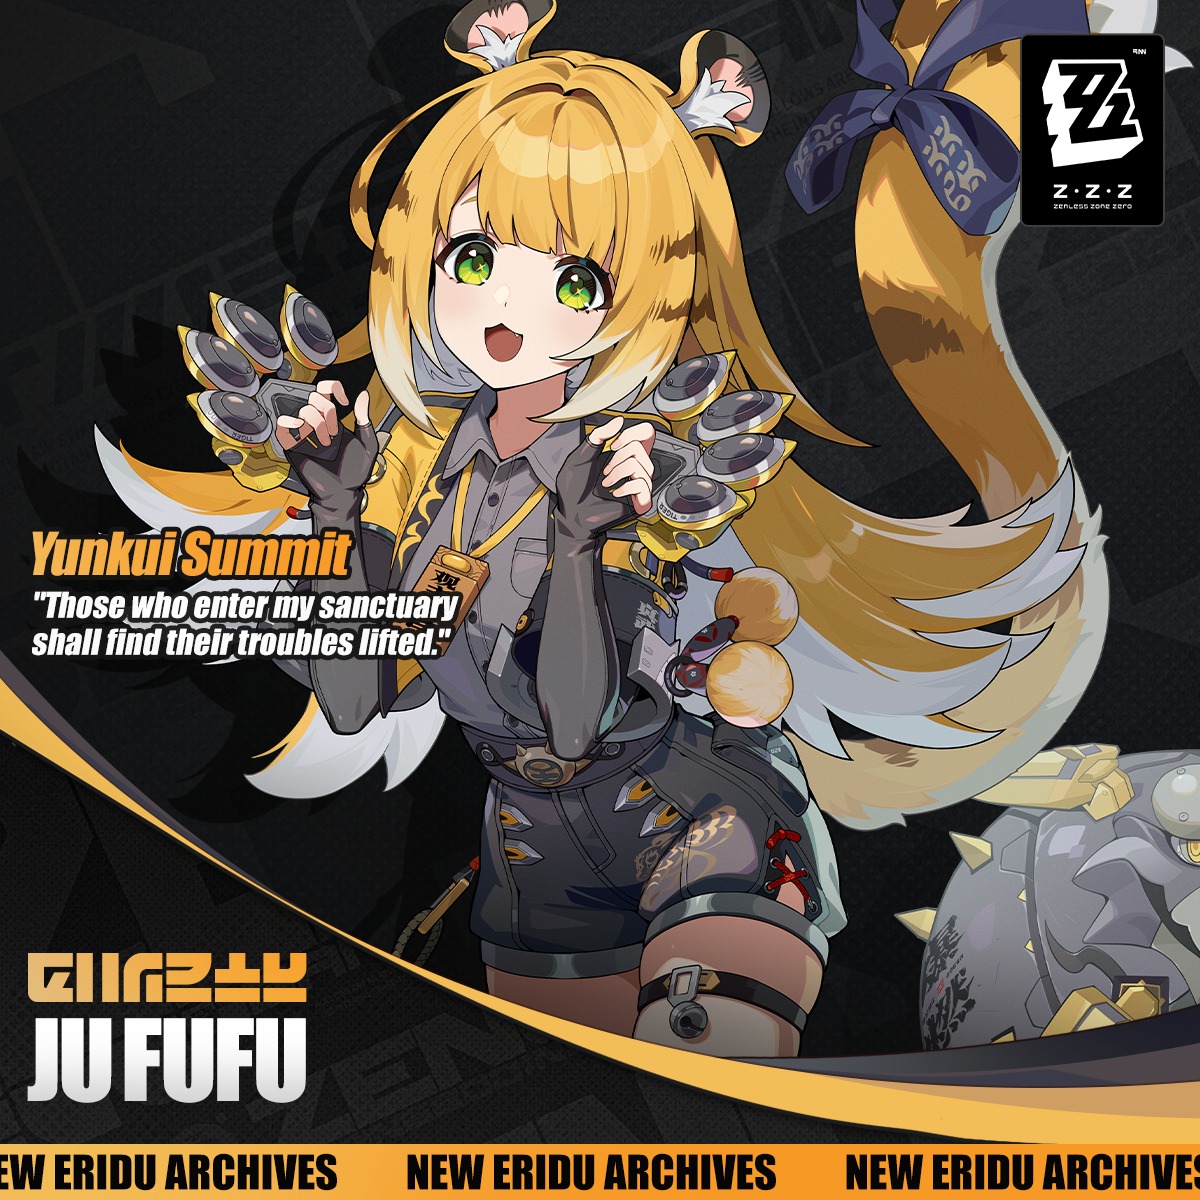 Z·Z·Z
ZENLESS ZONE ZERO
Yunkui Summit
"Those who enter my sanctuary
shall find their troubles lifted."
JU FUFU
EW ERIDU ARCHIVES
NEW ERIDU ARCHIVES
NEW ERIDU ARCHIVES